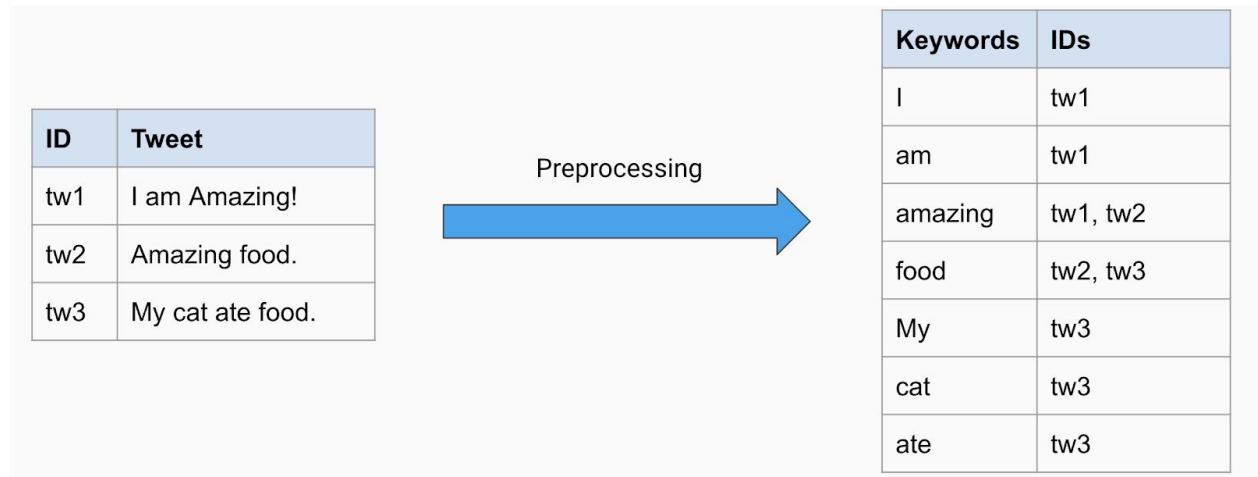 ID Tweet
tw1 I am Amazing!
tw2 Amazing food.
tw3 My cat ate food.
Preprocessing
Keywords IDs
I tw1
am tw1
amazing tw1, tw2
food tw2, tw3
My tw3
cat tw3
ate tw3